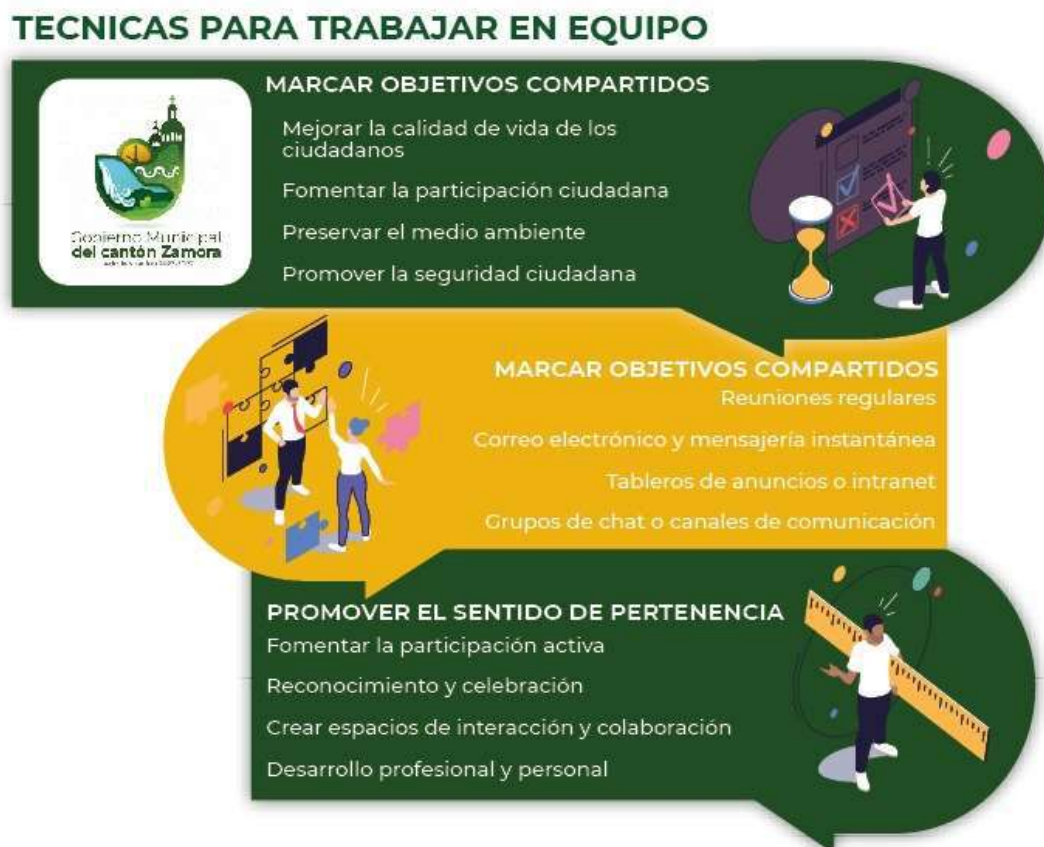 TECNICAS PARA TRABAJAR EN EQUIPO
MARCAR OBJETIVOS COMPARTIDOS
Mejorar la calidad de vida de los
ciudadanos
Fomentar la participación ciudadana
Preservar el medio ambiente
Promover la seguridad ciudadana
Gobierno Municipal
del cantón Zamora
MARCAR OBJETIVOS COMPARTIDOS
Reuniones regulares
Correo electrónico y mensajería instantánea
Tableros de anuncios o intranet
Grupos de chat o canales de comunicación
PROMOVER EL SENTIDO DE PERTENENCIA
Fomentar la participación activa
Reconocimiento y celebración
Crear espacios de interacción y colaboración
Desarrollo profesional y personal